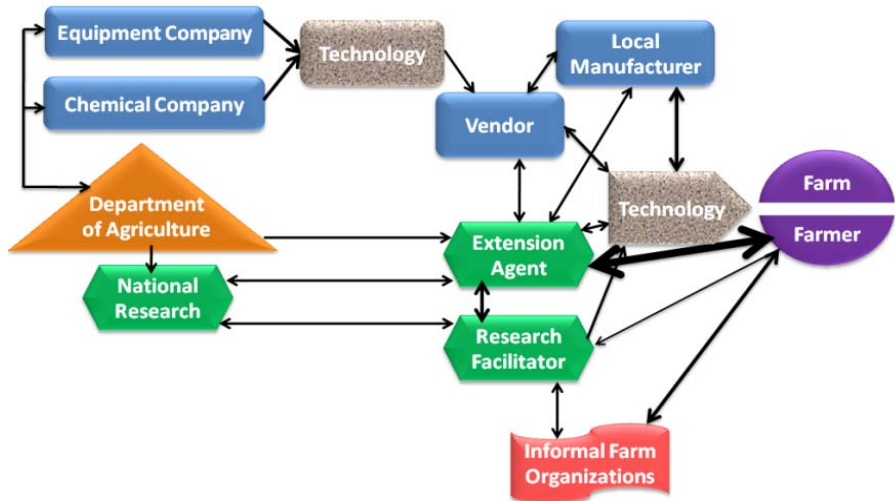 Equipment Company
Technology
Local
Manufacturer
Chemical Company
Vendor
Department
of Agriculture
Technology
Farm
Farmer
Extension
Agent
National
Research
Research
Facilitator
Informal Farm
Organizations